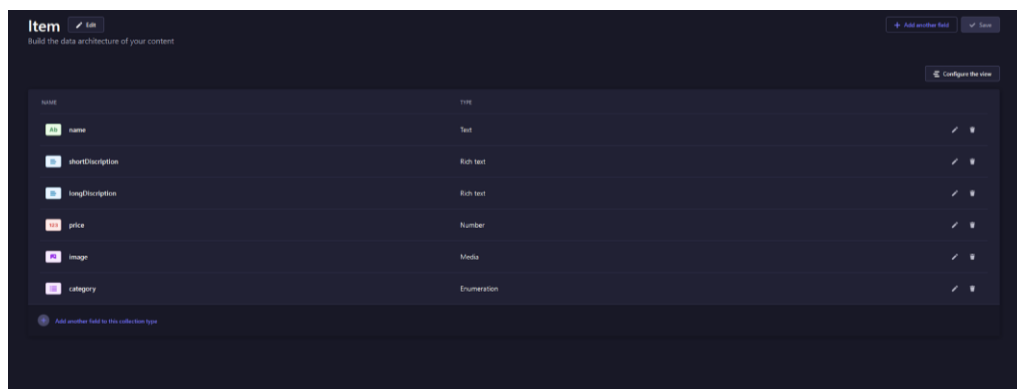 Item Edit + Add another field Save
Build the data architecture of your content
Configure the view
NAME TYPE
Ab name Text
shortDiscription Rich text
longDiscription Rich text
123 price Number
image Media
category Enumeration
+ Add another field to this collection type